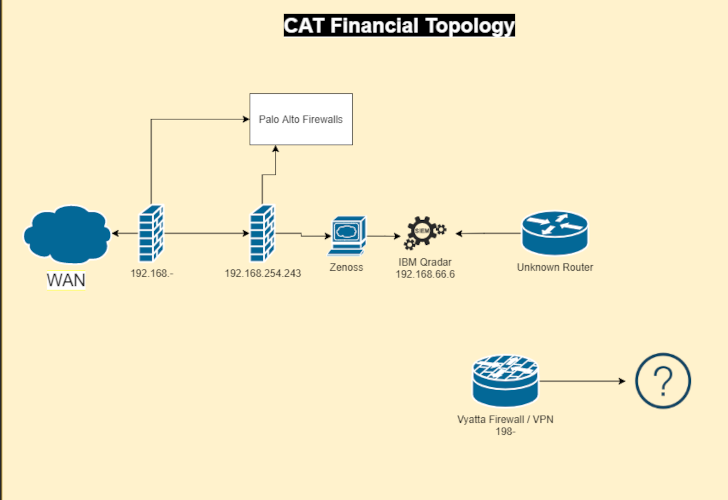 CAT Financial Topology
Palo Alto Firewalls
WAN
192.168.-
192.168.254.243
Zenoss
SIEM
IBM Qradar
192.168.66.6
Unknown Router
Vyatta Firewall / VPN
198-
?